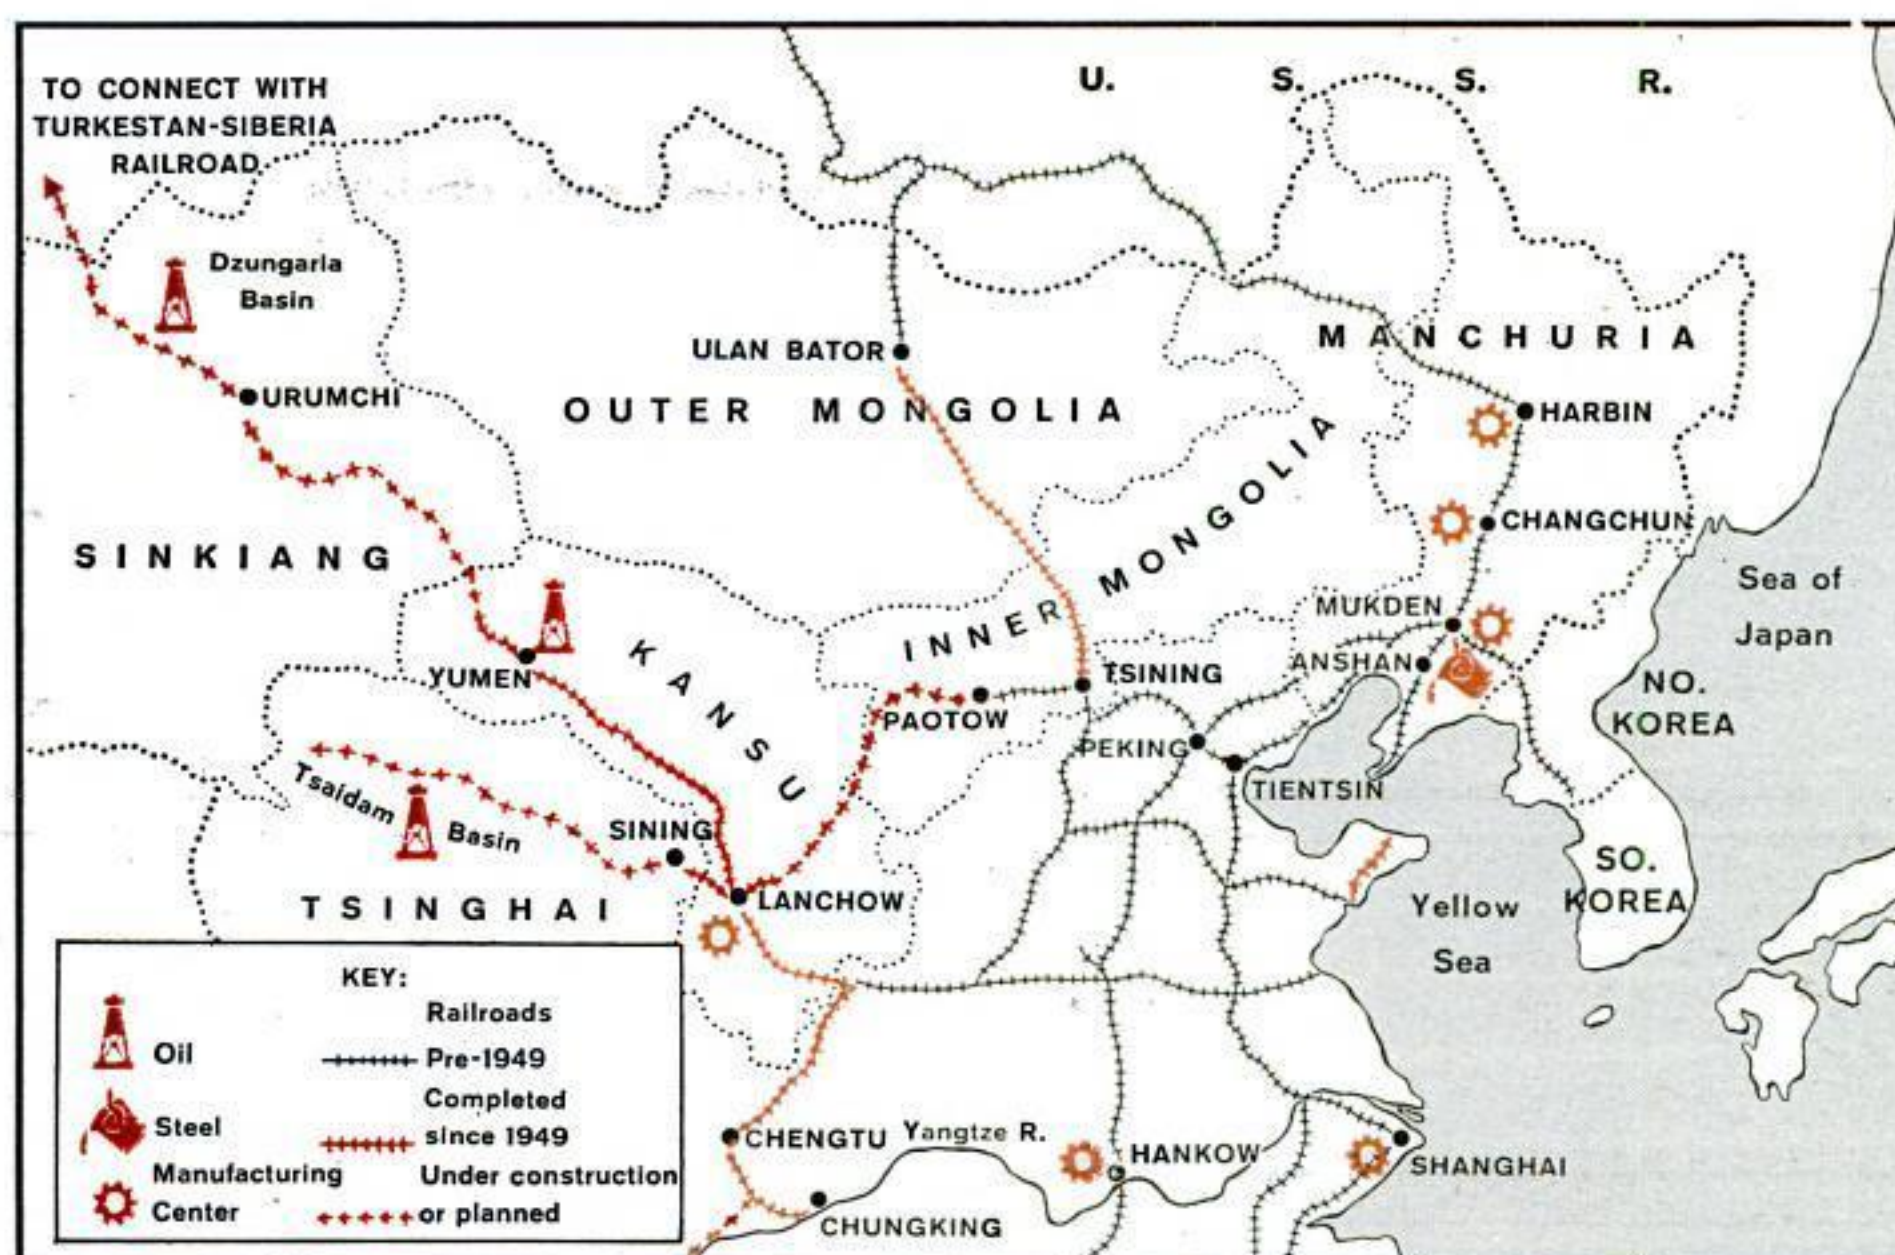 U. S. S. R.
TO CONNECT WITH
TURKESTAN-SIBERIA
RAILROAD
Dzungaria
Basin
ULAN BATOR
MANCHURIA
URUMCHI
OUTER MONGOLIA
HARBIN
CHANGCHUN
SINKIANG
INNER MONGOLIA
Sea of
Japan
MUKDEN
KANSU
ANSHAN
YUMEN
TSINING
NO.
KOREA
PAOTOW
PEKING
TIENTSIN
Tsaidam Basin
SINING
SO.
KOREA
TSINGHAI
LANCHOW
Yellow
Sea
KEY:
Railroads
Oil
Pre-1949
Completed
since 1949
Steel
Manufacturing
Center
Under construction
or planned
CHENGTU
Yangtze R.
HANKOW
SHANGHAI
CHUNGKING